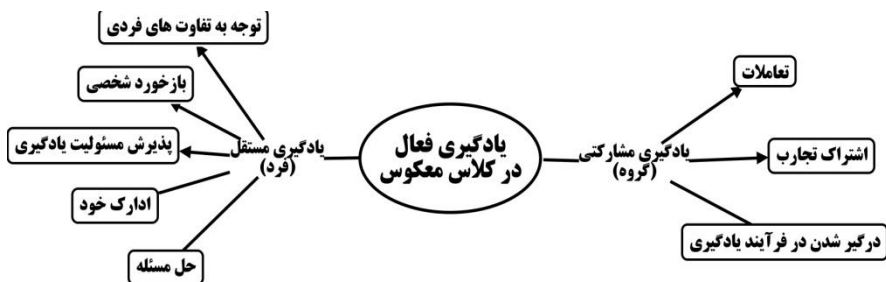 یادگیری فعال
در کلاس معکوس
یادگیری مشارکتی
(گروه)
تعاملات
اشتراک تجارب
درگیر شدن در فرآیند یادگیری
یادگیری مستقل
(فرد)
توجه به تفاوت های فردی
بازخورد شخصی
پذیرش مسئولیت یادگیری
ادارک خود
حل مسئله